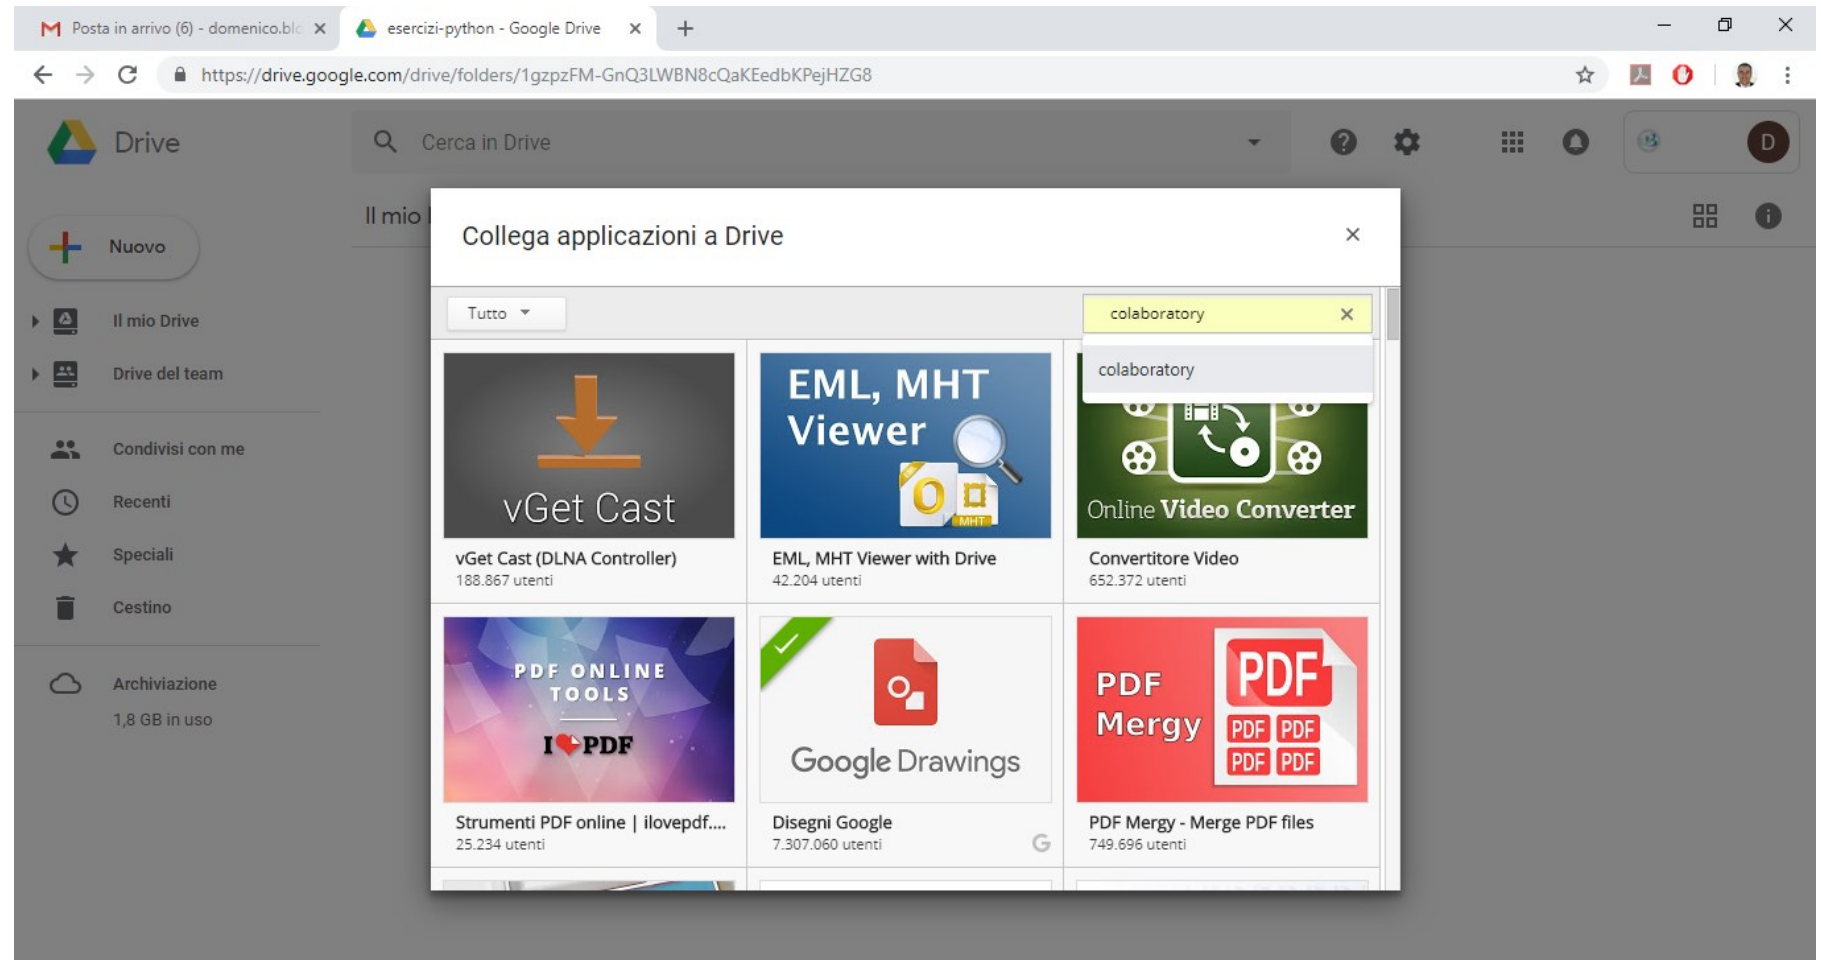 Posta in arrivo (6) - domenico.blo
esercizi-python - Google Drive
https://drive.google.com/drive/folders/1gzpzFM-GnQ3LWBN8cQaKEedbKPejHZG8
Drive
Cerca in Drive
D
Il mio
Nuovo
Il mio Drive
Drive del team
Condivisi con me
Recenti
Speciali
Cestino
Archiviazione
1,8 GB in uso
Collega applicazioni a Drive
Tutto
colaboratory
colaboratory
vGet Cast
vGet Cast (DLNA Controller)
188.867 utenti
EML, MHT
Viewer
MHT
EML, MHT Viewer with Drive
42.204 utenti
Online Video Converter
Convertitore Video
652.372 utenti
PDF ONLINE
TOOLS
I PDF
Strumenti PDF online | ilovepdf....
25.234 utenti
Google Drawings
Disegni Google
7.307.060 utenti
G
PDF
Mergy
PDF
PDF PDF
PDF PDF
PDF Mergy - Merge PDF files
749.696 utenti